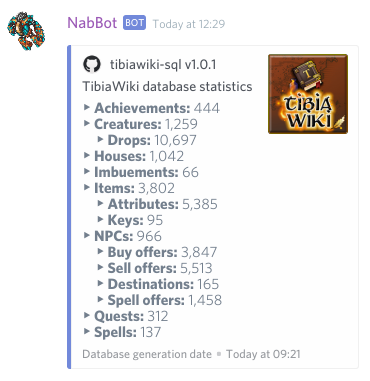 NabBot BOT Today at 12:29
tibiawiki-sql v1.0.1
TibiaWiki database statistics
TIBIA
WIKI
‣ Achievements: 444
‣ Creatures: 1,259
‣ Drops: 10,697
‣ Houses: 1,042
‣ Imbuements: 66
‣ Items: 3,802
‣ Attributes: 5,385
‣ Keys: 95
‣ NPCs: 966
‣ Buy offers: 3,847
‣ Sell offers: 5,513
‣ Destinations: 165
‣ Spell offers: 1,458
‣ Quests: 312
‣ Spells: 137
Database generation date • Today at 09:21